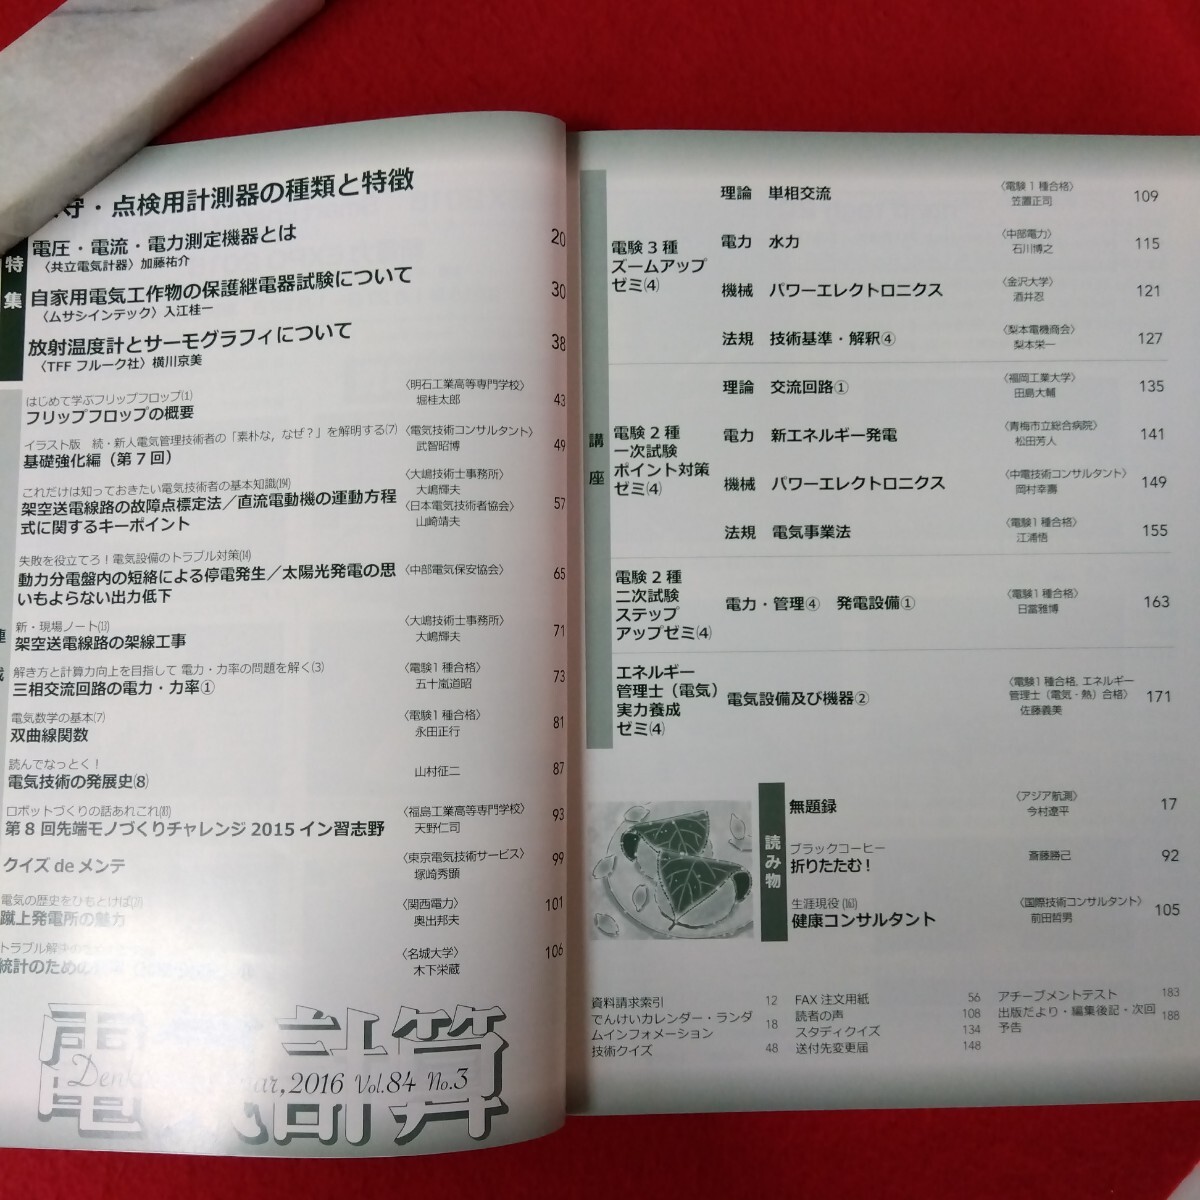 守・点検用計測器の種類と特徴
特集
電圧・電流・電力測定機器とは 20
〈共立電気計器〉加藤祐介
自家用電気工作物の保護継電器試験について 30
〈ムサシインテック〉入江桂一
放射温度計とサーモグラフィについて 38
〈TFF フルーク社〉横川京美
はじめて学ぶフリップフロップ⑴ 〈明石工業高等専門学校〉
フリップフロップの概要 堀桂太郎 43
イラスト版 続・新人電気管理技術者の「素朴な，なぜ？」を解明する⑺ 〈電気技術コンサルタント〉
基礎強化編（第7回） 武智昭博 49
これだけは知っておきたい電気技術者の基本知識(194) 〈大嶋技術士事務所〉
架空送電線路の故障点標定法／直流電動機の運動方程 大嶋輝夫
〈日本電気技術者協会〉 57
式に関するキーポイント 山崎靖夫
失敗を役立てろ！電気設備のトラブル対策⒁
動力分電盤内の短絡による停電発生／太陽光発電の思 〈中部電気保安協会〉 65
いもよらない出力低下
新・現場ノート⒀ 〈大嶋技術士事務所〉
架空送電線路の架線工事 大嶋輝夫 71
解き方と計算力向上を目指して 電力・力率の問題を解く⑶ 〈電験1種合格〉
三相交流回路の電力・力率① 五十嵐道昭 73
電気数学の基本⑺ 〈電験1種合格〉
双曲線関数 永田正行 81
読んでなっとく！
電気技術の発展史⑻ 山村征二 87
ロボットづくりの話あれこれ(83) 〈福島工業高等専門学校〉
第8回先端モノづくりチャレンジ2015イン習志野 天野仁司 93
クイズ de メンテ 〈東京電気技術サービス〉 99
塚崎秀顕
電気の歴史をひもとけば 〈関西電力〉
蹴上発電所の魅力 奥出邦夫 101
トラブル解
〈名城大学〉 106
統計のための
木下栄蔵
電気計算
Mar,2016 Vol.84 No.3
講座
電験3種
ズームアップ
ゼミ⑷
理論 単相交流 〈電験1種合格〉 笠置正司 109
電力 水力 〈中部電力〉 石川博之 115
機械 パワーエレクトロニクス 〈金沢大学〉 酒井忍 121
法規 技術基準・解釈④ 〈梨本電機商会〉 梨本栄一 127
電験2種
一次試験
ポイント対策
ゼミ⑷
理論 交流回路① 〈福岡工業大学〉 田島大輔 135
電力 新エネルギー発電 〈青梅市立総合病院〉 松田芳人 141
機械 パワーエレクトロニクス 〈中電技術コンサルタント〉 岡村幸壽 149
法規 電気事業法 〈電験1種合格〉 江浦悟 155
電験2種
二次試験
ステップ
アップゼミ⑷
電力・管理④ 発電設備① 〈電験1種合格〉 日當雅博 163
エネルギー
管理士（電気）
実力養成
ゼミ⑷
電気設備及び機器② 〈電験1種合格，エネルギー
管理士（電気・熱）合格〉 171
佐藤義美
読み物
無題録 〈アジア航測〉 今村遼平 17
ブラックコーヒー
折りたたむ！ 斎藤勝己 92
生涯現役 〈国際技術コンサルタント〉
健康コンサルタント 前田哲男 105
資料請求索引 12
でんけいカレンダー・ランダ
ムインフォメーション 18
技術クイズ 48
FAX 注文用紙 56
読者の声 108
スタディクイズ 134
送付先変更届 148
アチーブメントテスト 183
出版だより・編集後記・次回
予告 188